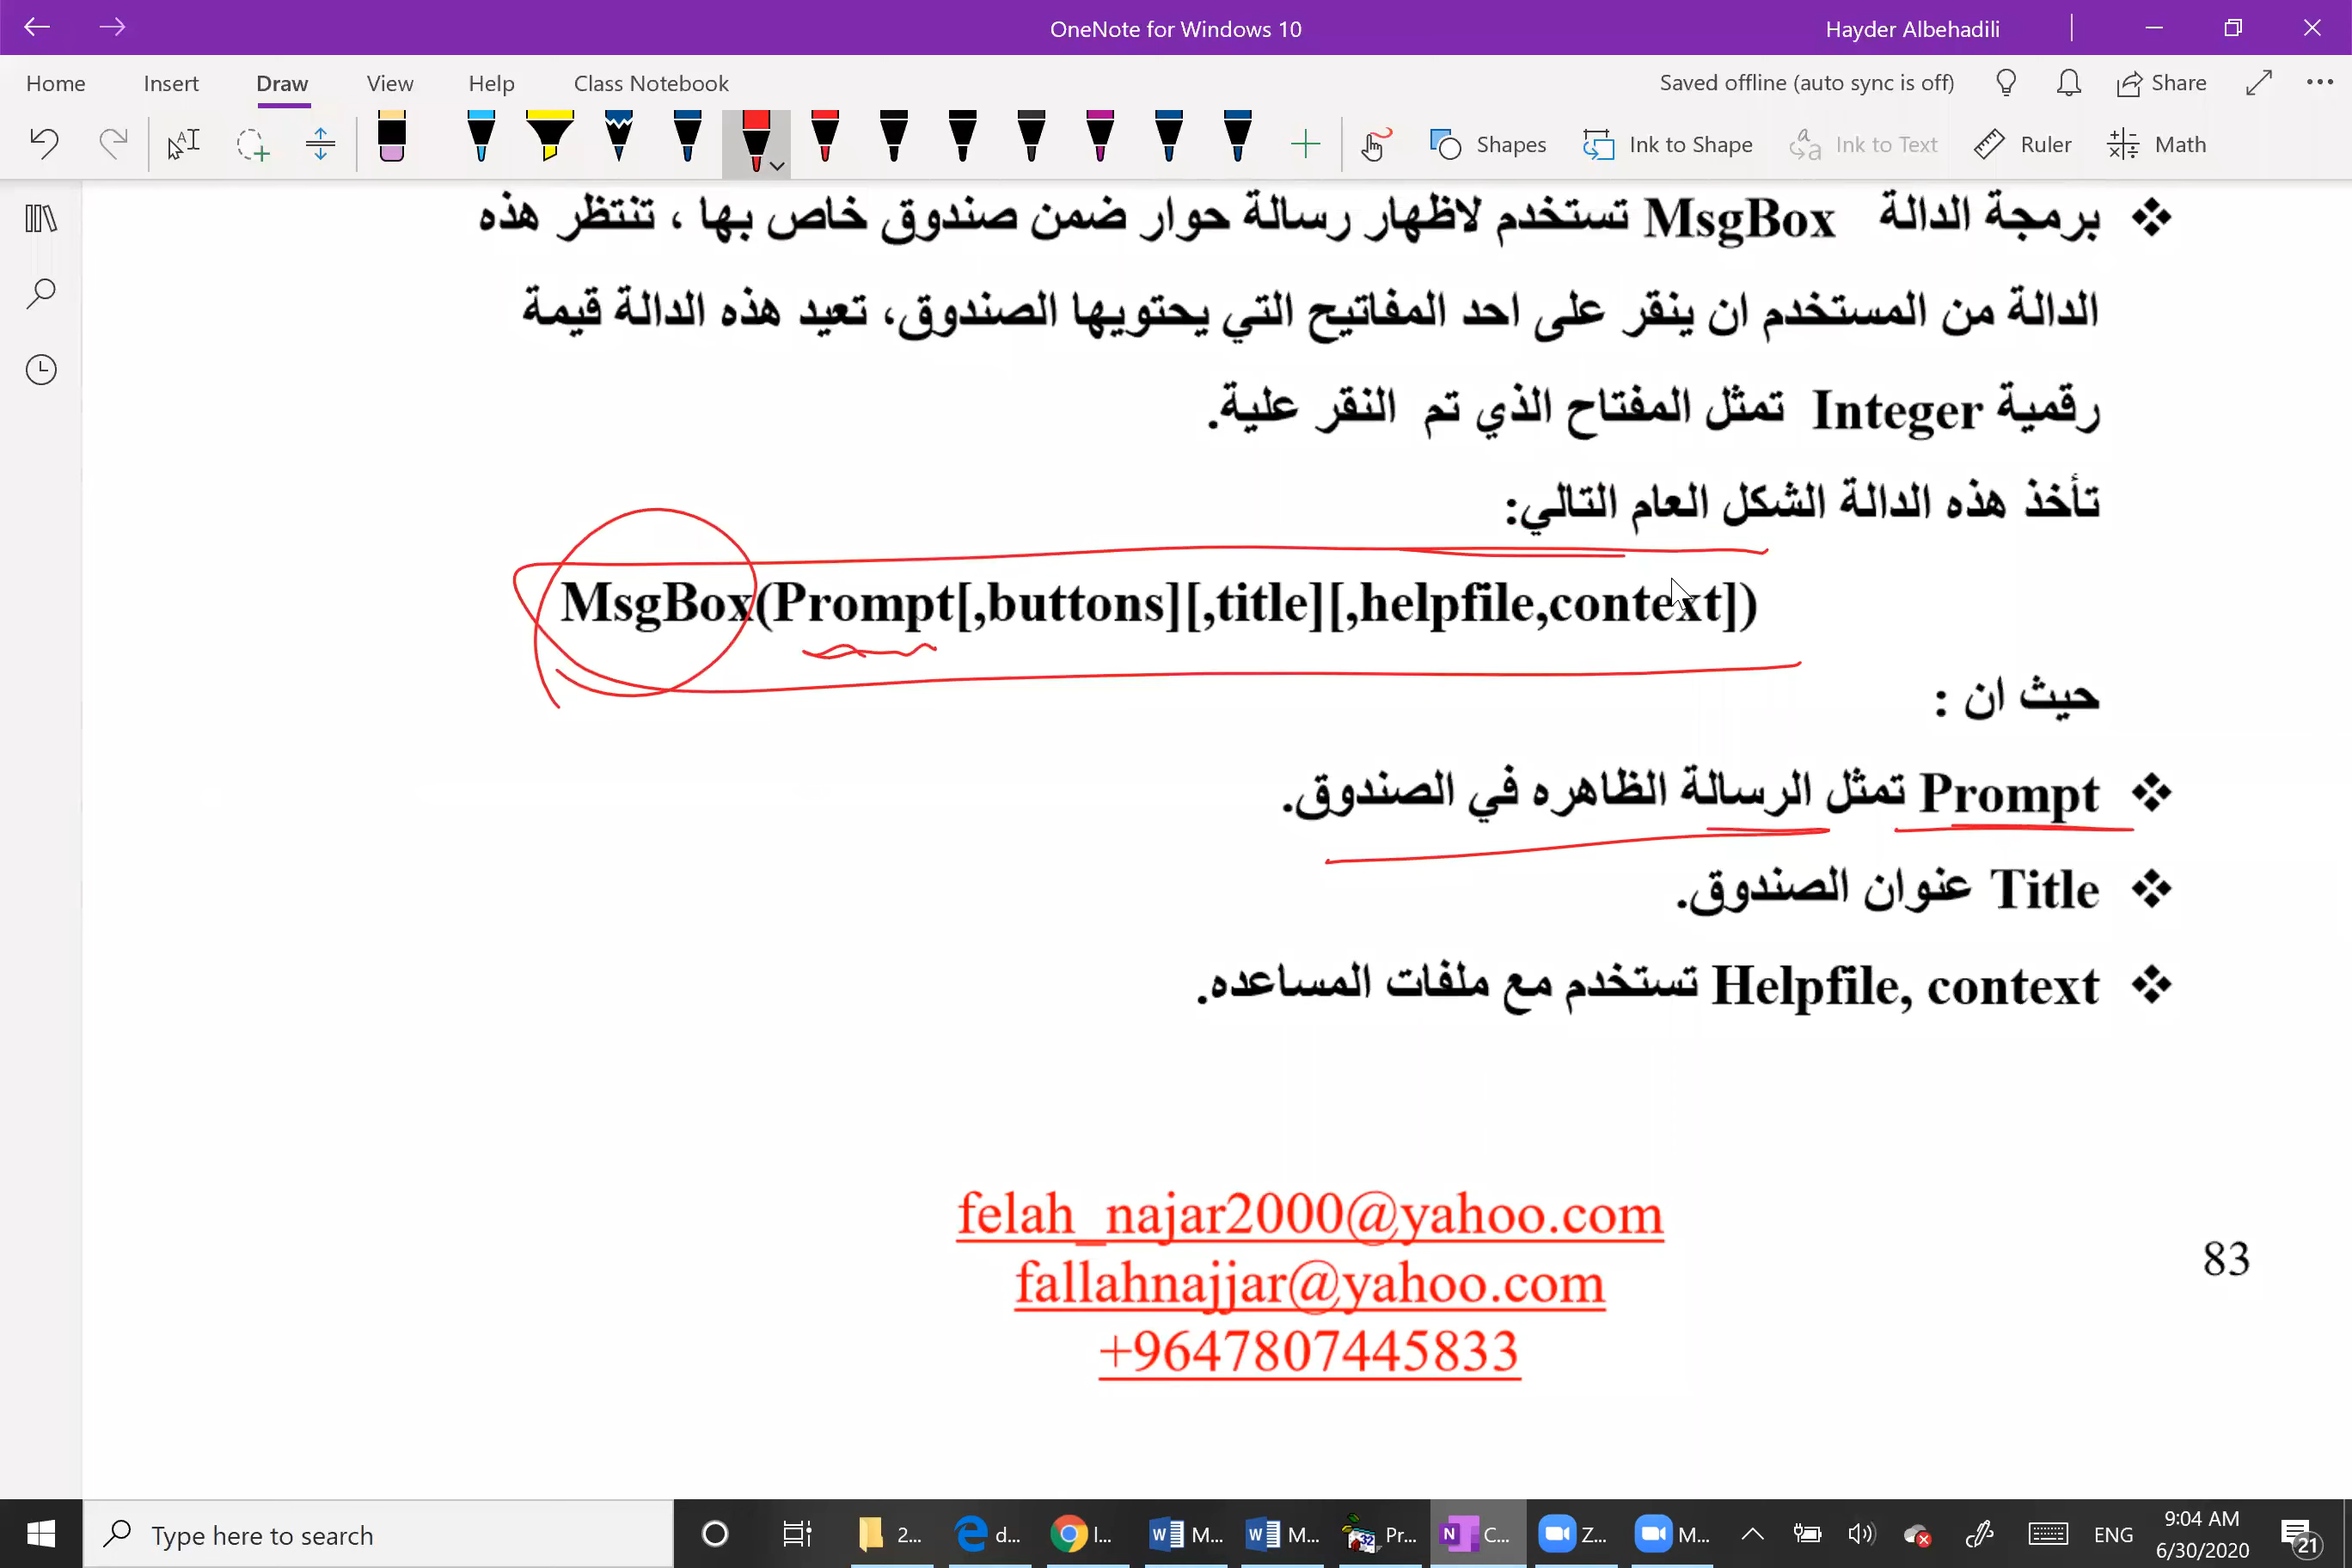 OneNote for Windows 10
Hayder Albehadili
Home Insert Draw View Help Class Notebook
Saved offline (auto sync is off) Share
Shapes Ink to Shape Ink to Text Ruler Math
برمجة الدالة MsgBox تستخدم لاظهار رسالة حوار ضمن صندوق خاص بها ، تنتظر هذه
الدالة من المستخدم ان ينقر على احد المفاتيح التي يحتويها الصندوق، تعيد هذه الدالة قيمة
رقمية Integer تمثل المفتاح الذي تم النقر علية.
تأخذ هذه الدالة الشكل العام التالي:
MsgBox(Prompt[,buttons][,title][,helpfile,context])
حيث ان :
❖ Prompt تمثل الرسالة الظاهره في الصندوق.
❖ Title عنوان الصندوق.
❖ Helpfile, context تستخدم مع ملفات المساعده.
felah_najar2000@yahoo.com
fallahnajjar@yahoo.com
+9647807445833
83
Type here to search
2... d... l... M... M... Pr... C... Z... M...
ENG
9:04 AM
6/30/2020
21